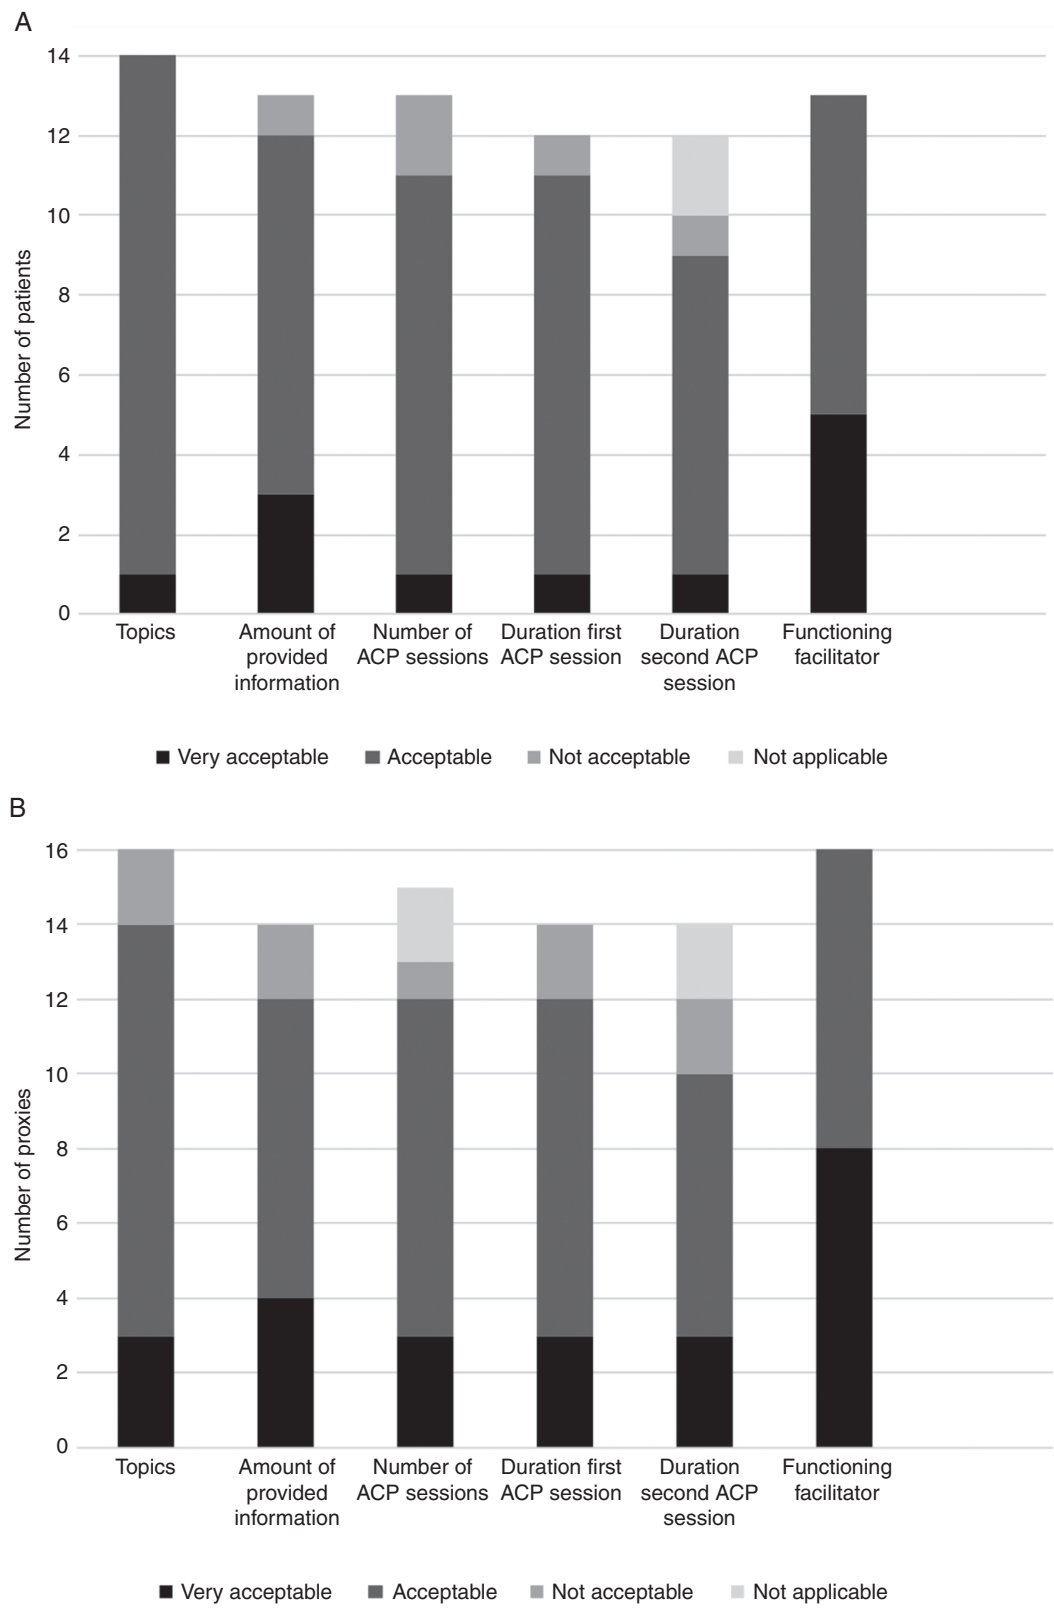 A
14
12
10
8
6
4
2
0
Number of patients
Topics
Amount of
provided
information
Number of
ACP sessions
Duration first
ACP session
Duration
second ACP
session
Functioning
facilitator
Very acceptable
Acceptable
Not acceptable
Not applicable
B
16
14
12
10
8
6
4
2
0
Number of proxies
Topics
Amount of
provided
information
Number of
ACP sessions
Duration first
ACP session
Duration
second ACP
session
Functioning
facilitator
Very acceptable
Acceptable
Not acceptable
Not applicable